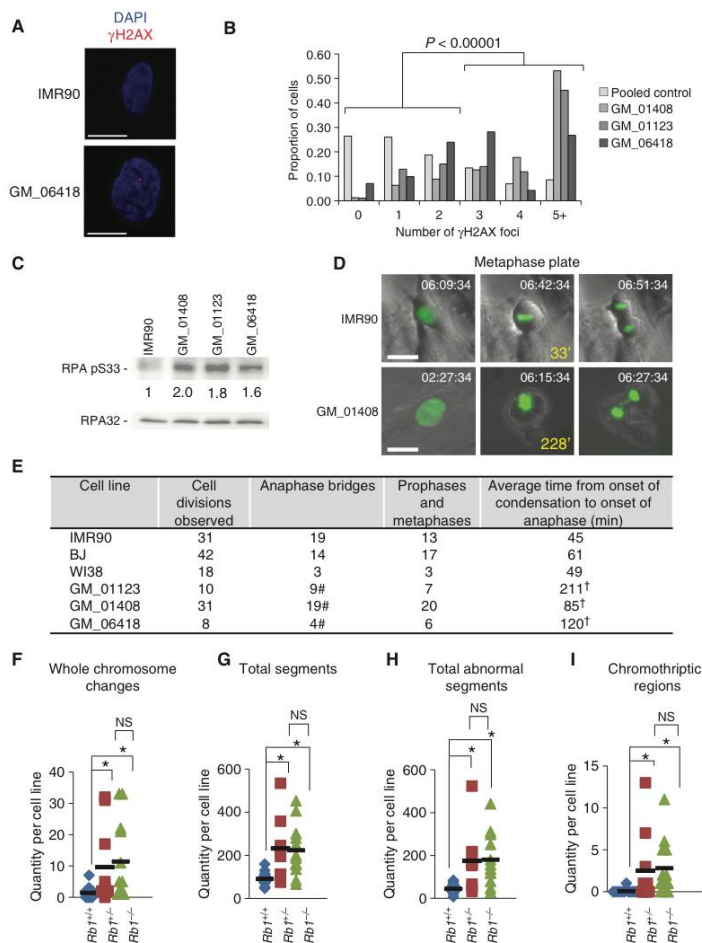 A
DAPI
γH2AX
IMR90
GM_06418
B
P < 0.00001
Proportion of cells
0.60
0.50
0.40
0.30
0.20
0.10
0.00
0 1 2 3 4 5+
Number of γH2AX foci
Pooled control
GM_01408
GM_01123
GM_06418
C
IMR90
GM_01408
GM_01123
GM_06418
RPA pS33 -
1 2.0 1.8 1.6
RPA32 -
D
Metaphase plate
IMR90
06:09:34 06:42:34 06:51:34
33'
GM_01408
02:27:34 06:15:34 06:27:34
228'
E
Cell line Cell Anaphase bridges Prophases Average time from onset of
divisions and condensation to onset of
observed metaphases anaphase (min)
IMR90 31 19 13 45
BJ 42 14 17 61
WI38 18 3 3 49
GM_01123 10 9# 7 211†
GM_01408 31 19# 20 85†
GM_06418 8 4# 6 120†
F
Whole chromosome
changes
NS
*
*
Quantity per cell line
40
30
20
10
0
Rb1+/+
Rb1+/-
Rb1-/-
G
Total segments
NS
*
*
Quantity per cell line
600
400
200
0
Rb1+/+
Rb1+/-
Rb1-/-
H
Total abnormal
segments
NS
*
*
Quantity per cell line
600
400
200
0
Rb1+/+
Rb1+/-
Rb1-/-
I
Chromothriptic
regions
NS
*
*
Quantity per cell line
15
10
5
0
Rb1+/+
Rb1+/-
Rb1-/-